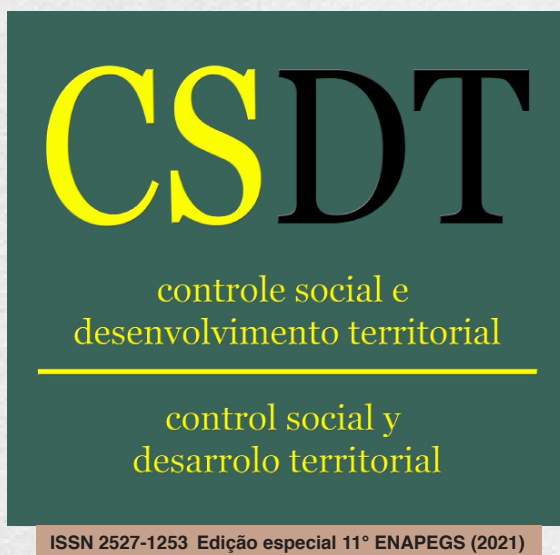 CSDT
controle social e
desenvolvimento territorial
control social y
desarrolo territorial
ISSN 2527-1253 Edição especial 11° ENAPEGS (2021)